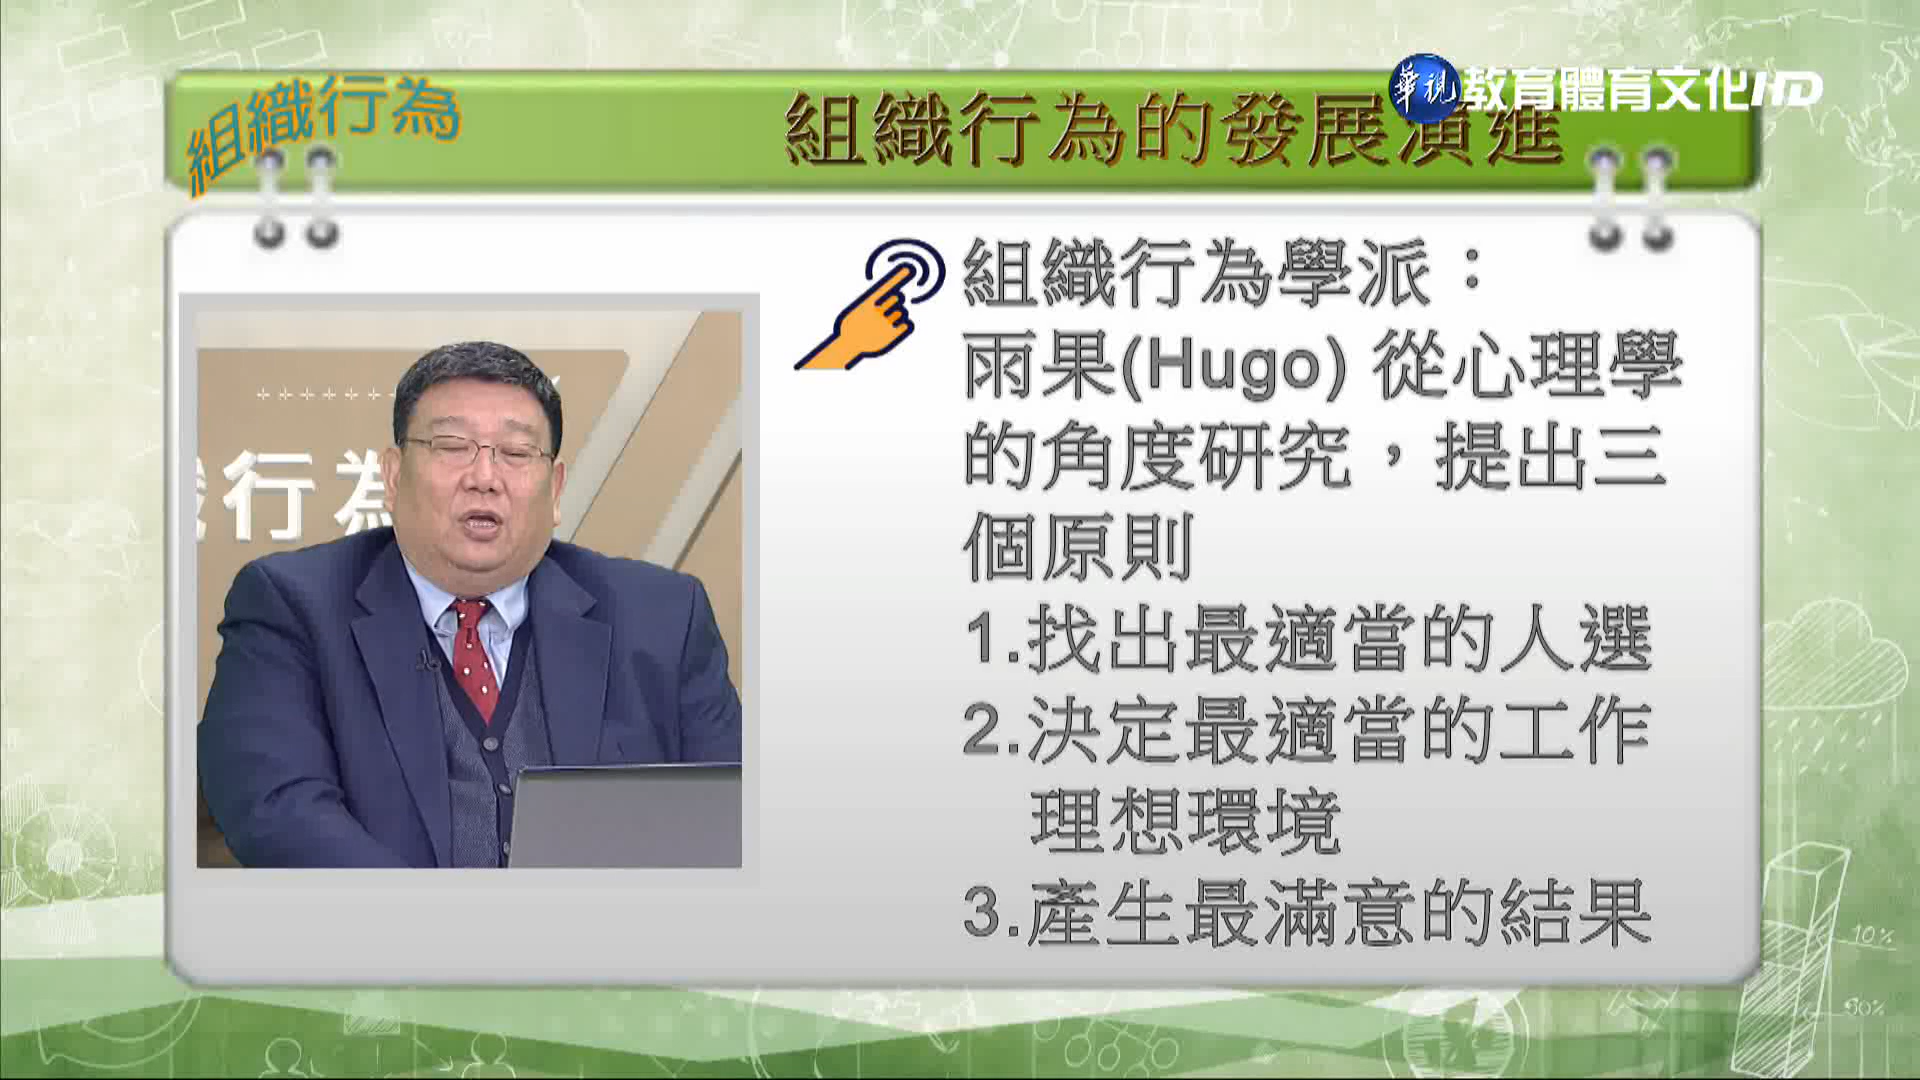 組織行為
組織行為的發展演進
華視 教育體育文化HD
行為
組織行為學派：
雨果(Hugo) 從心理學
的角度研究，提出三
個原則
1.找出最適當的人選
2.決定最適當的工作
理想環境
3.產生最滿意的結果
10%
50%